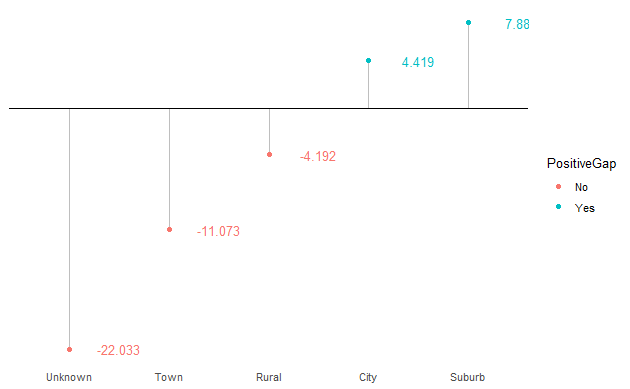 7.88
4.419
-4.192
-11.073
-22.033
Unknown Town Rural City Suburb
PositiveGap
No
Yes